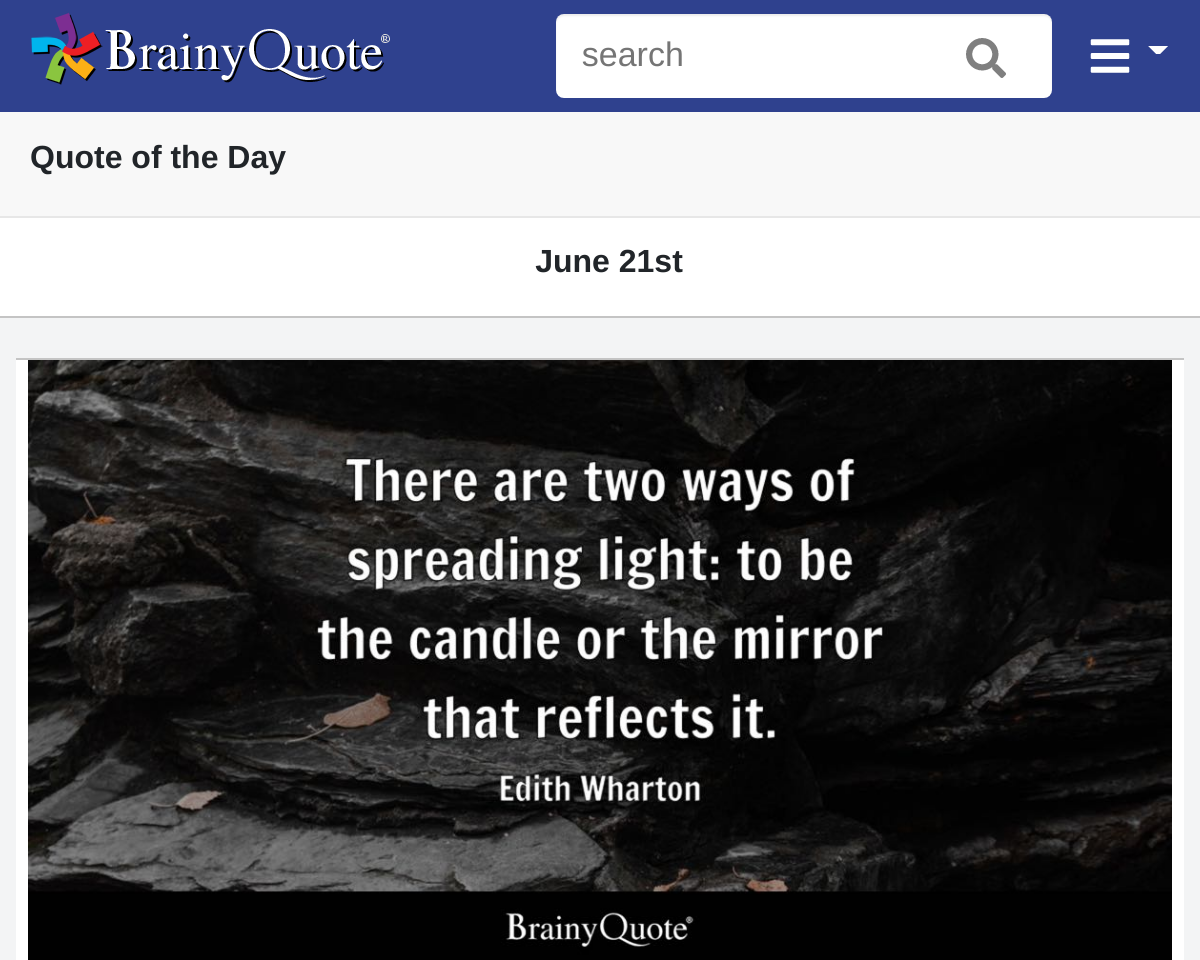 BrainyQuote®
search
Quote of the Day
June 21st
There are two ways of
spreading light: to be
the candle or the mirror
that reflects it.
Edith Wharton
BrainyQuote®